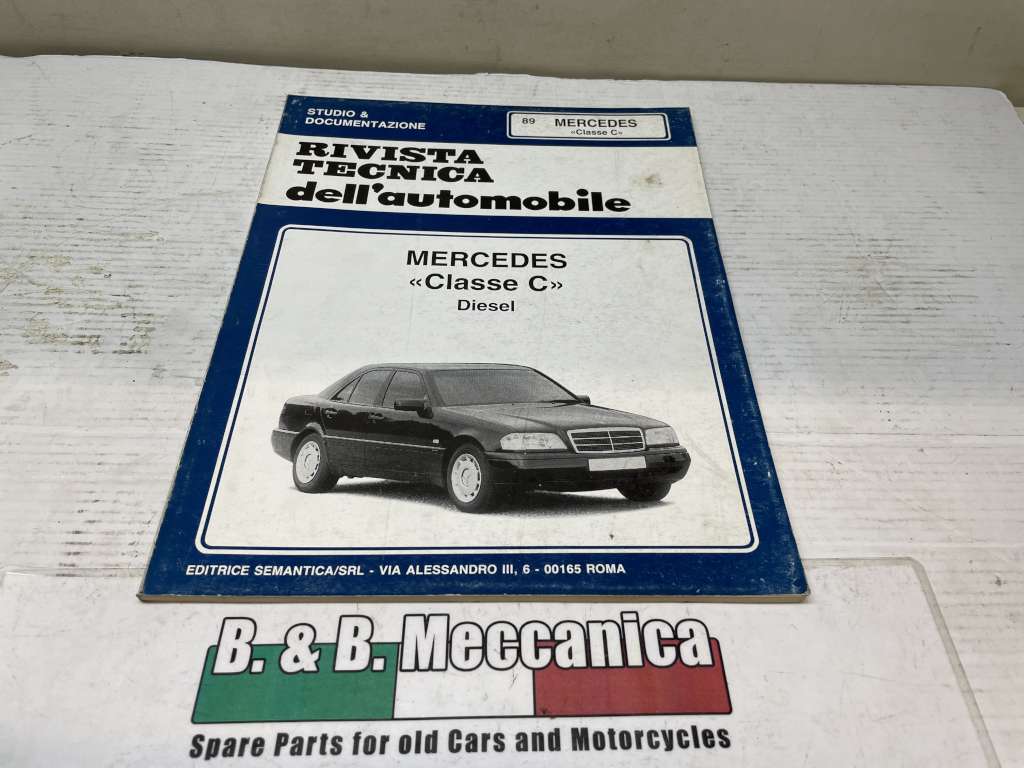 STUDIO &
DOCUMENTAZIONE
89 MERCEDES
«Classe C»
RIVISTA
TECNICA
dell'automobile
MERCEDES
«Classe C»
Diesel
EDITRICE SEMANTICA/SRL - VIA ALESSANDRO III, 6 - 00165 ROMA
B. & B. Meccanica
Spare Parts for old Cars and Motorcycles